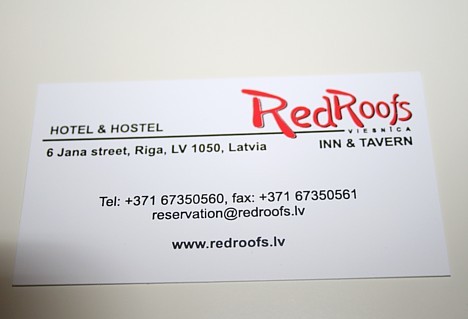 RedRoofs
VIESNĪCA
HOTEL & HOSTEL
INN & TAVERN
6 Jana street, Riga, LV 1050, Latvia
Tel: +371 67350560, fax: +371 67350561
reservation@redroofs.lv
www.redroofs.lv